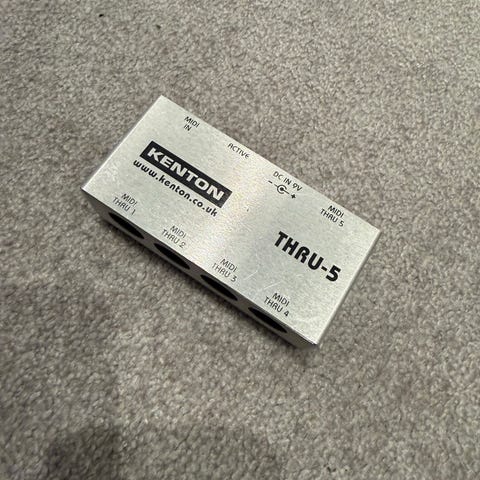 MIDI
IN
ACTIVE
DC IN 9V
- +
MIDI
THRU 5
KENTON
www.kenton.co.uk
THRU-5
MIDI
THRU 1
MIDI
THRU 2
MIDI
THRU 3
MIDI
THRU 4